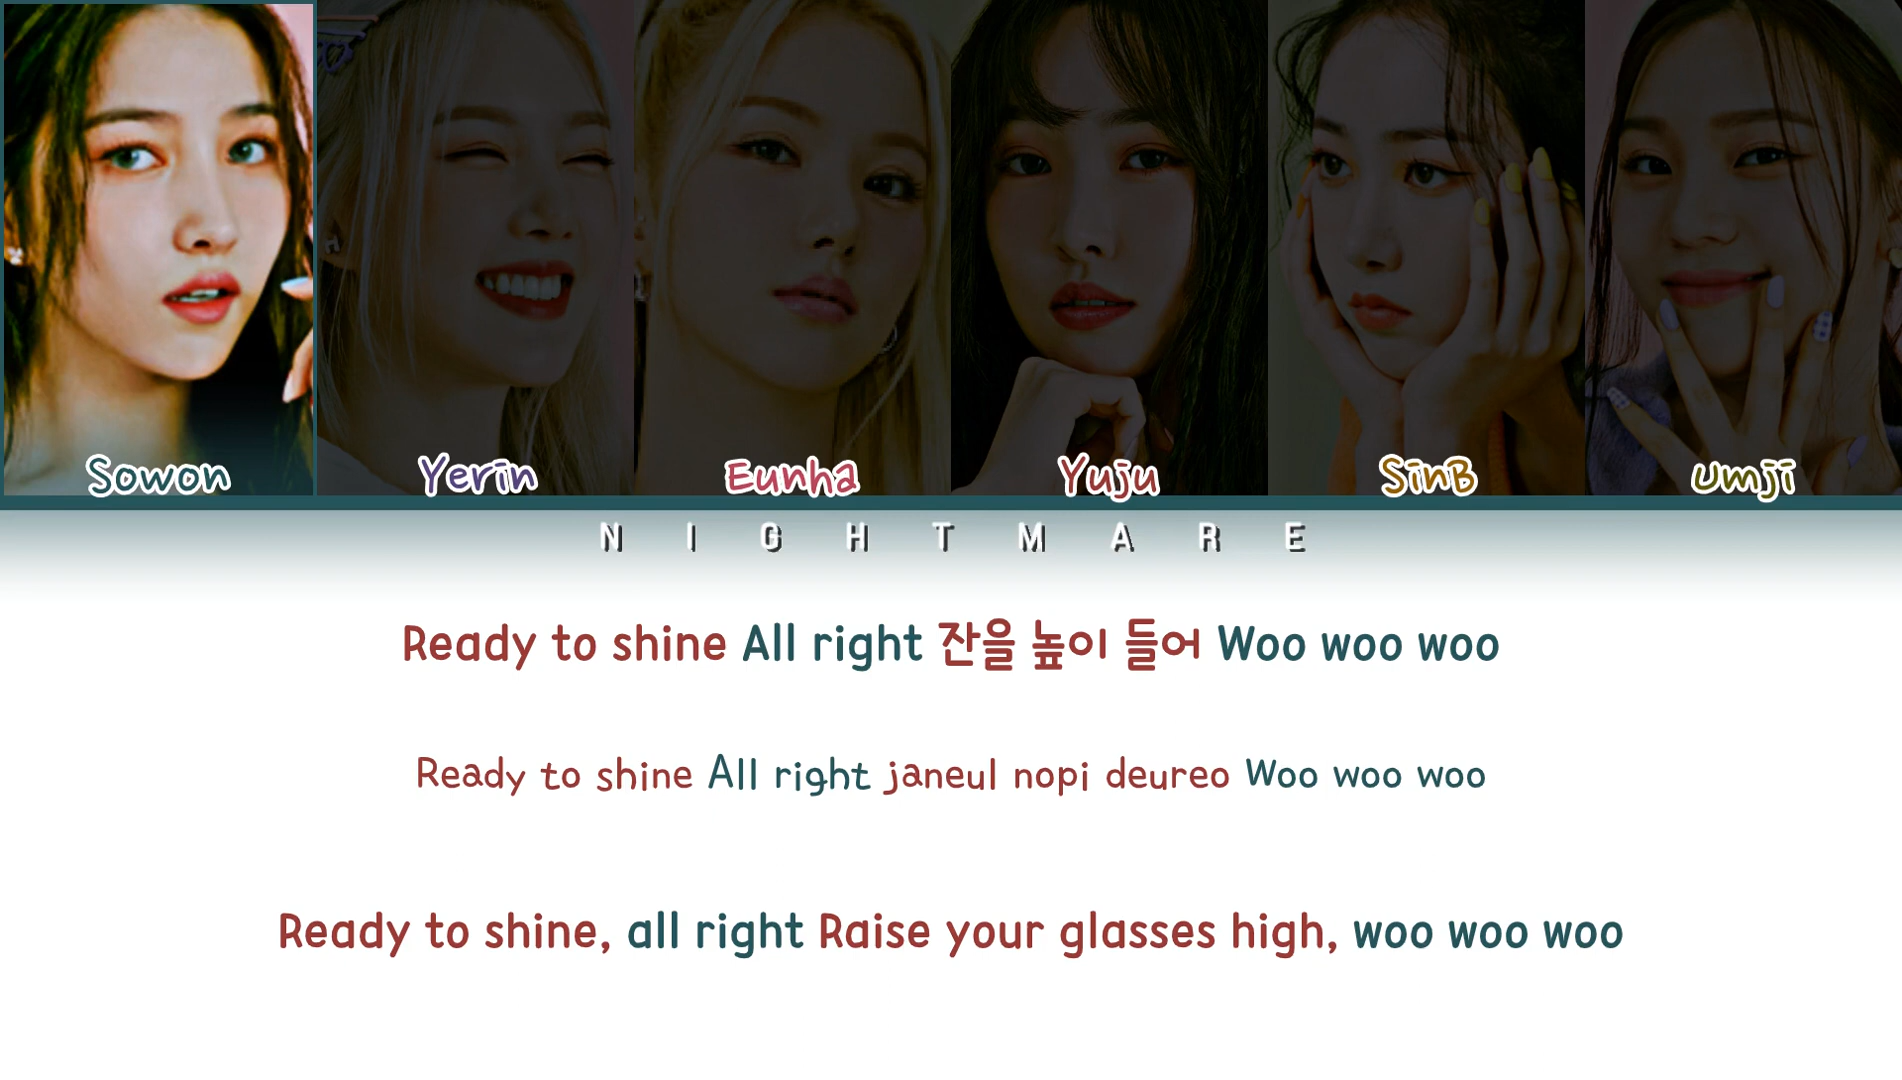 Sowon Yerin Eunha Yuju SinB Umji
NIGHTMARE
Ready to shine All right 잔을 높이 들어 Woo woo woo
Ready to shine All right janeul nopi deureo Woo woo woo
Ready to shine, all right Raise your glasses high, woo woo woo